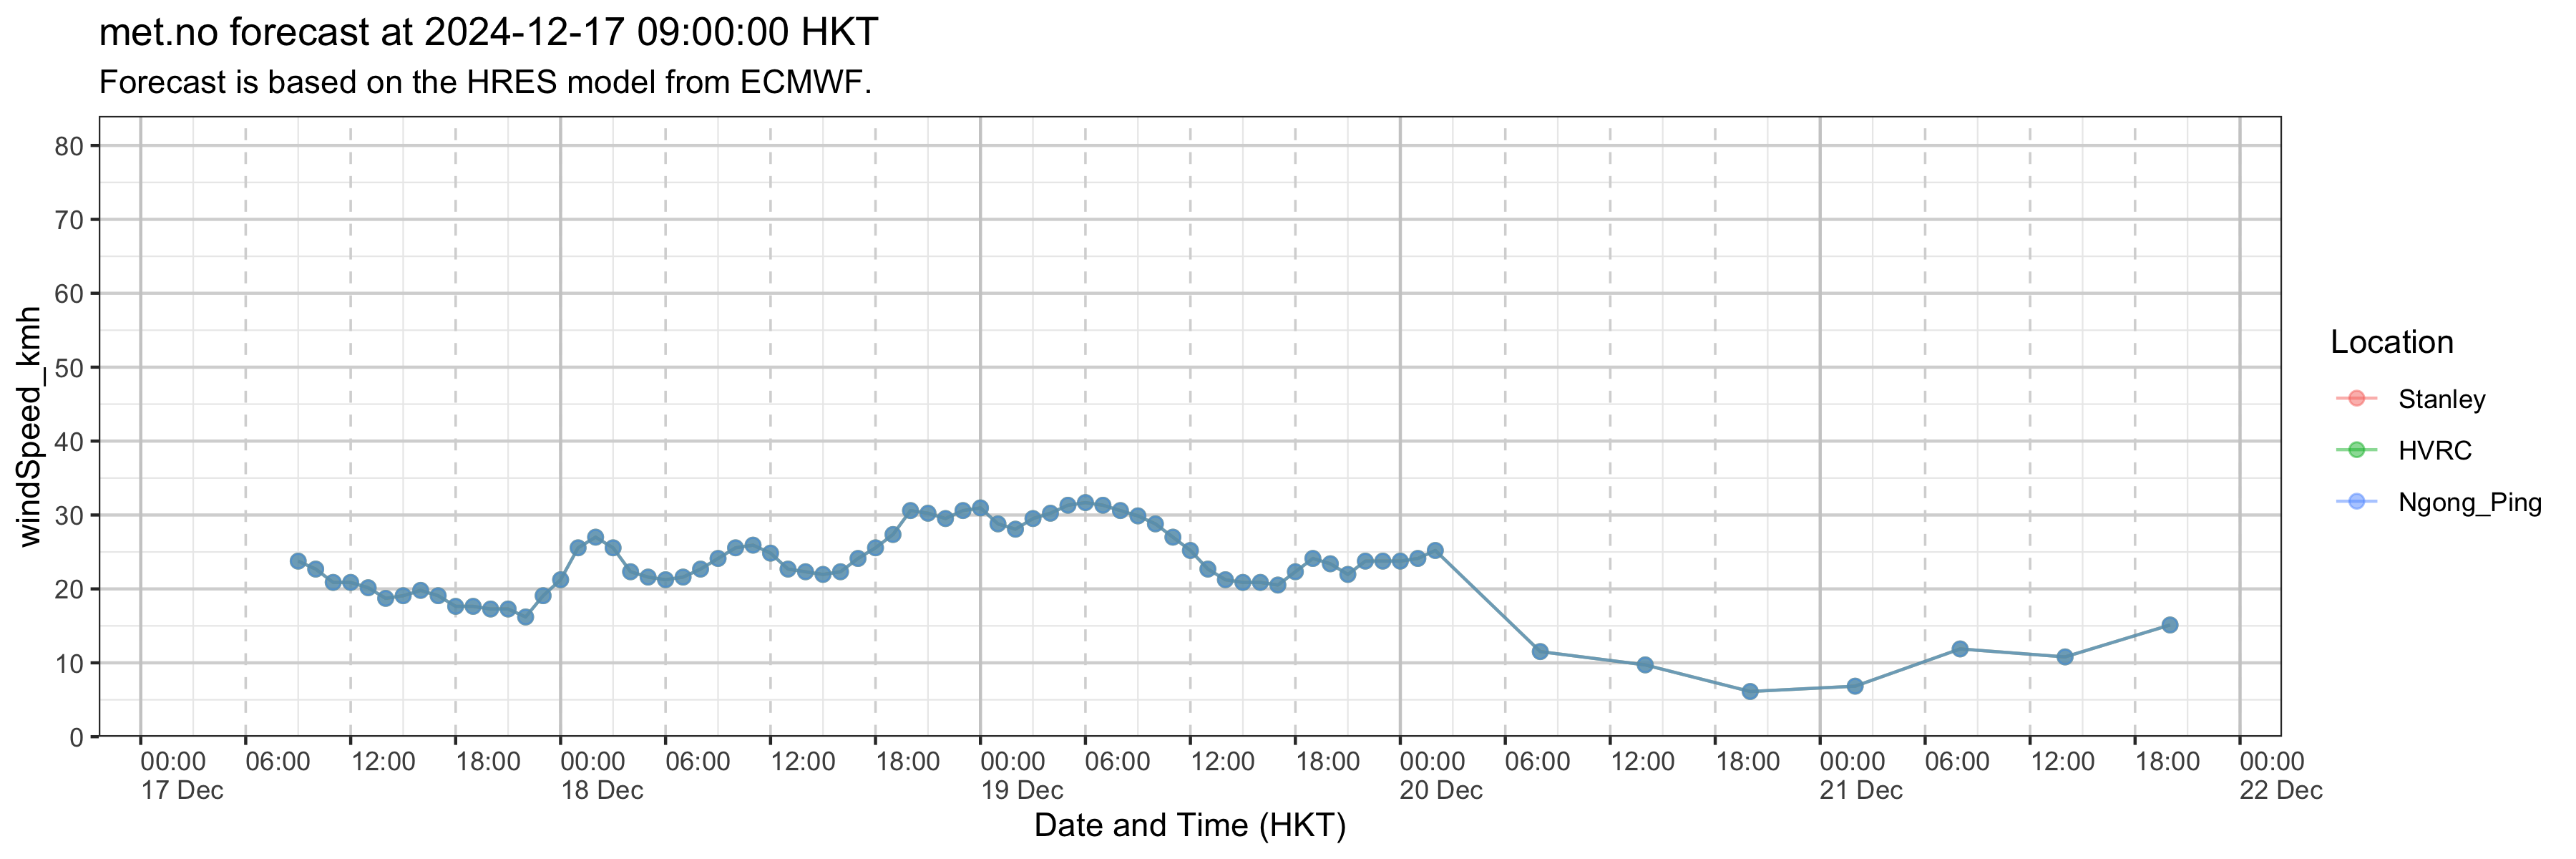 met.no forecast at 2024-12-17 09:00:00 HKT
Forecast is based on the HRES model from ECMWF.
windSpeed_kmh
80
70
60
50
40
30
20
10
0
00:00 06:00 12:00 18:00 00:00 06:00 12:00 18:00 00:00 06:00 12:00 18:00 00:00 06:00 12:00 18:00 00:00 06:00 12:00 18:00 00:00
17 Dec 18 Dec 19 Dec 20 Dec 21 Dec 22 Dec
Date and Time (HKT)
Location
Stanley
HVRC
Ngong_Ping